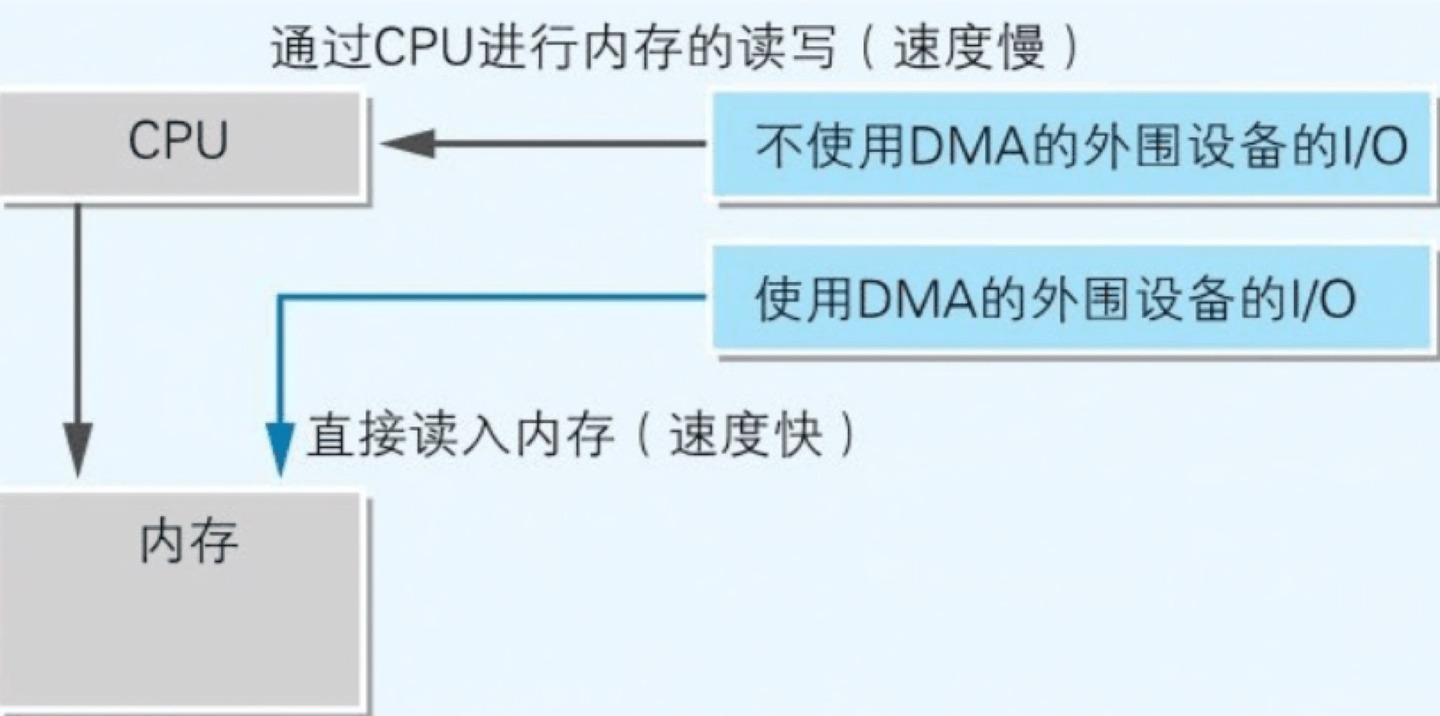 通过CPU进行内存的读写（速度慢）
CPU
不使用DMA的外围设备的I/O
使用DMA的外围设备的I/O
直接读入内存（速度快）
内存